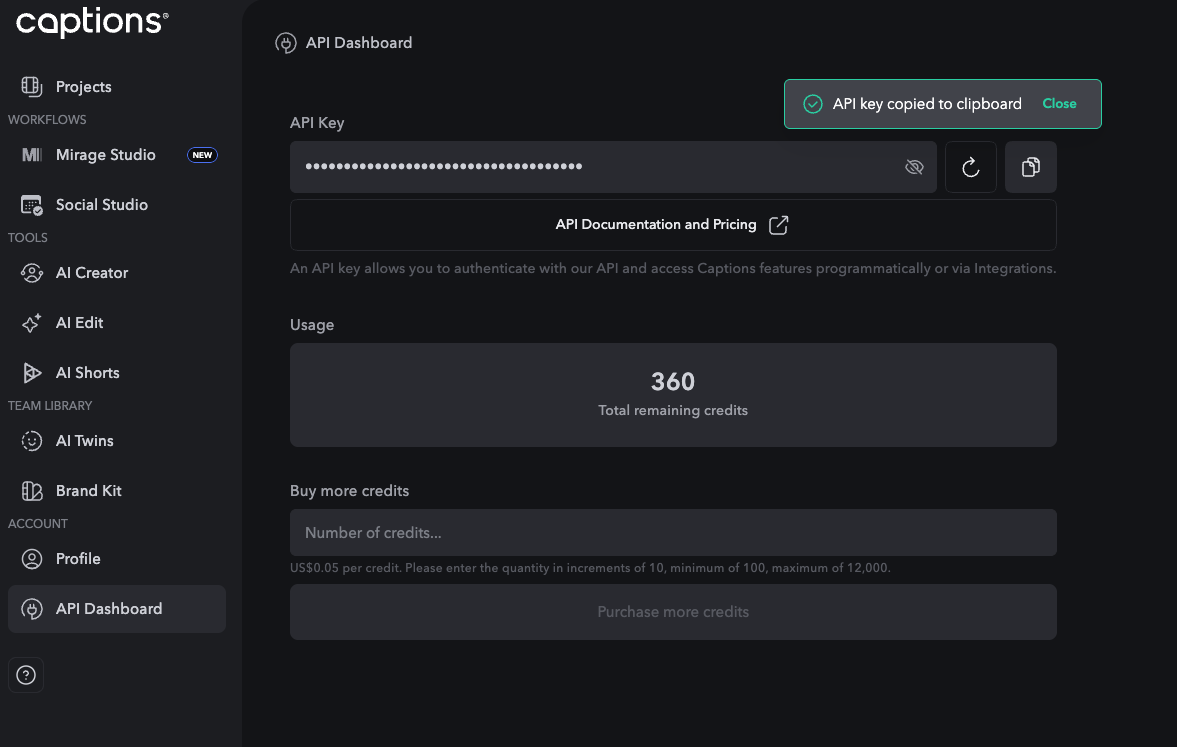 captions®
Projects
WORKFLOWS
Mirage Studio NEW
Social Studio
TOOLS
AI Creator
AI Edit
AI Shorts
TEAM LIBRARY
AI Twins
Brand Kit
ACCOUNT
Profile
API Dashboard
?
API Dashboard
API key copied to clipboard Close
API Key
••••••••••••••••••••••••••••••••••••
API Documentation and Pricing
An API key allows you to authenticate with our API and access Captions features programmatically or via Integrations.
Usage
360
Total remaining credits
Buy more credits
Number of credits...
US$0.05 per credit. Please enter the quantity in increments of 10, minimum of 100, maximum of 12,000.
Purchase more credits